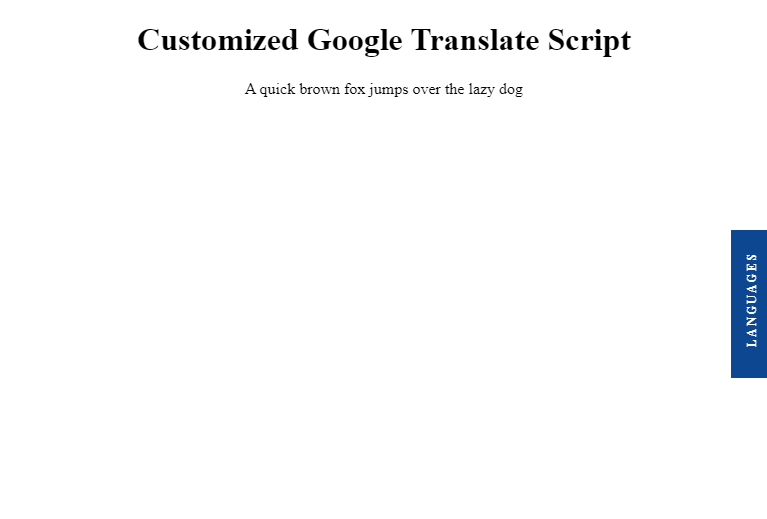 Customized Google Translate Script
A quick brown fox jumps over the lazy dog
LANGUAGES